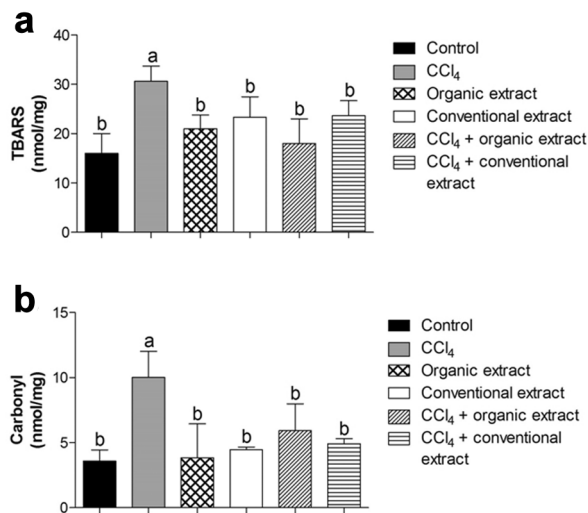 a
TBARS
(nmol/mg)
40
30
20
10
0
b
a
b
b
b
b
Control
CCl₄
Organic extract
Conventional extract
CCl₄ + organic extract
CCl₄ + conventional
extract
b
Carbonyl
(nmol/mg)
15
10
5
0
b
a
b
b
b
b
Control
CCl₄
Organic extract
Conventional extract
CCl₄ + organic extract
CCl₄ + conventional
extract